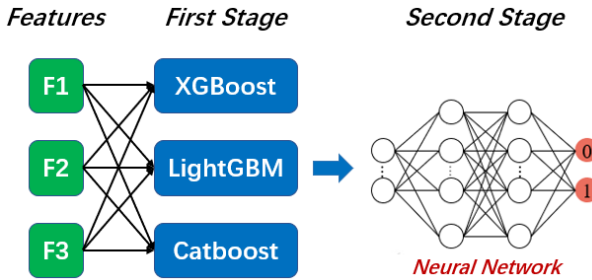 Features First Stage Second Stage
F1 XGBoost
F2 LightGBM
F3 Catboost
0
1
Neural Network